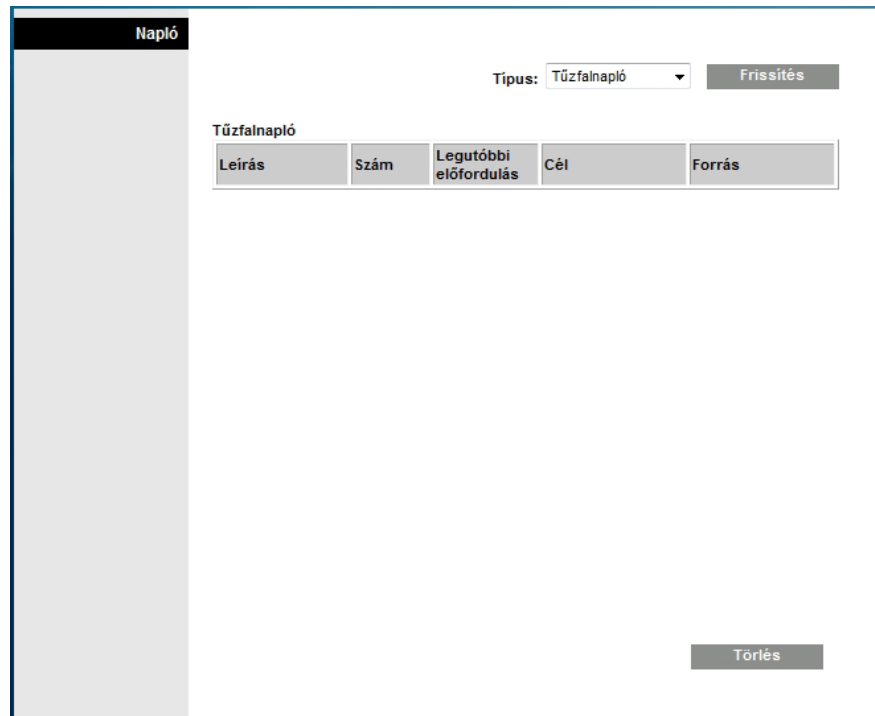 Napló
Típus: Tűzfalnapló Frissítés
Tűzfalnapló
Leírás Szám Legutóbbi előfordulás Cél Forrás
Törlés